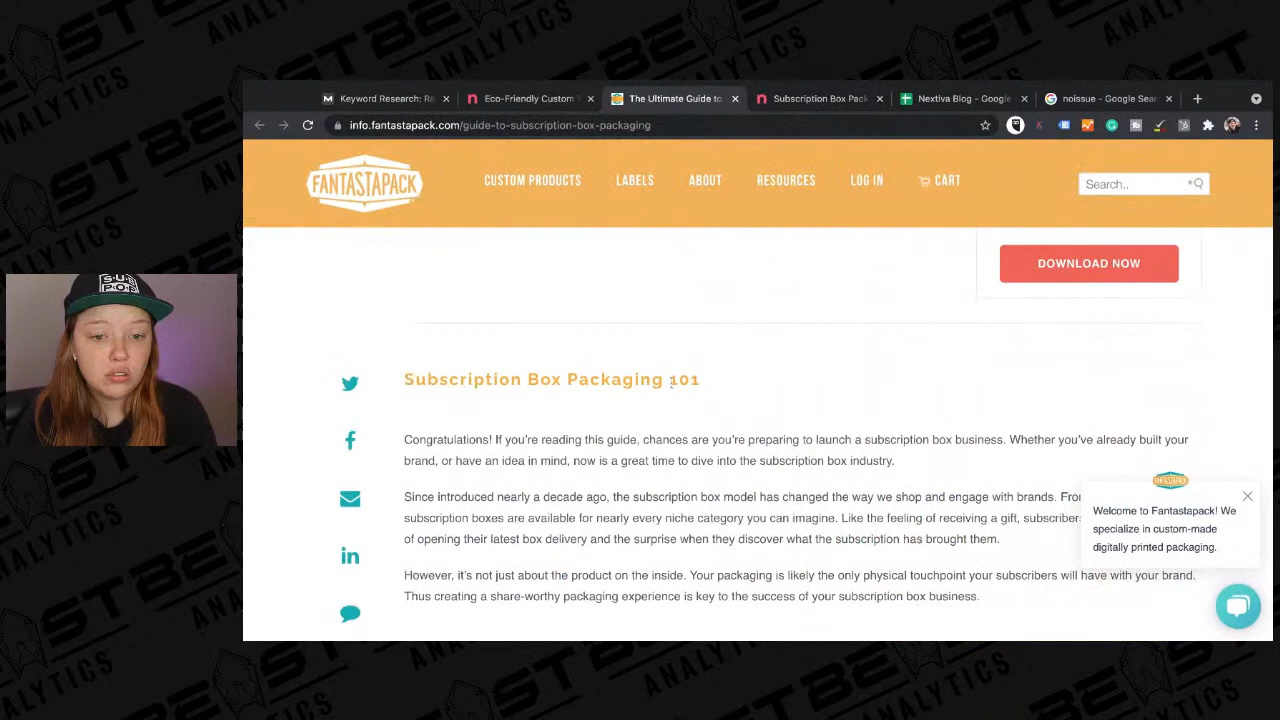 ST BE
ANALYTICS
Keyword Research: Ra
Eco-Friendly Custom
The Ultimate Guide to
Subscription Box Pack
Nextiva Blog - Google
noissue - Google Sear
info.fantastapack.com/guide-to-subscription-box-packaging
FANTASTAPACK
CUSTOM PRODUCTS
LABELS
ABOUT
RESOURCES
LOG IN
CART
Search..
DOWNLOAD NOW
Subscription Box Packaging 101
Congratulations! If you're reading this guide, chances are you're preparing to launch a subscription box business. Whether you've already built your
brand, or have an idea in mind, now is a great time to dive into the subscription box industry.
Since introduced nearly a decade ago, the subscription box model has changed the way we shop and engage with brands.
subscription boxes are available for nearly every niche category you can imagine. Like the feeling of receiving a gift,
of opening their latest box delivery and the surprise when they discover what the subscription has brought them.
However, it's not just about the product on the inside. Your packaging is likely the only physical touchpoint your subscribers will have with your brand.
Thus creating a share-worthy packaging experience is key to the success of your subscription box business.
Welcome to Fantastapack! We
specialize in custom-made
digitally printed packaging.
SUB
POP